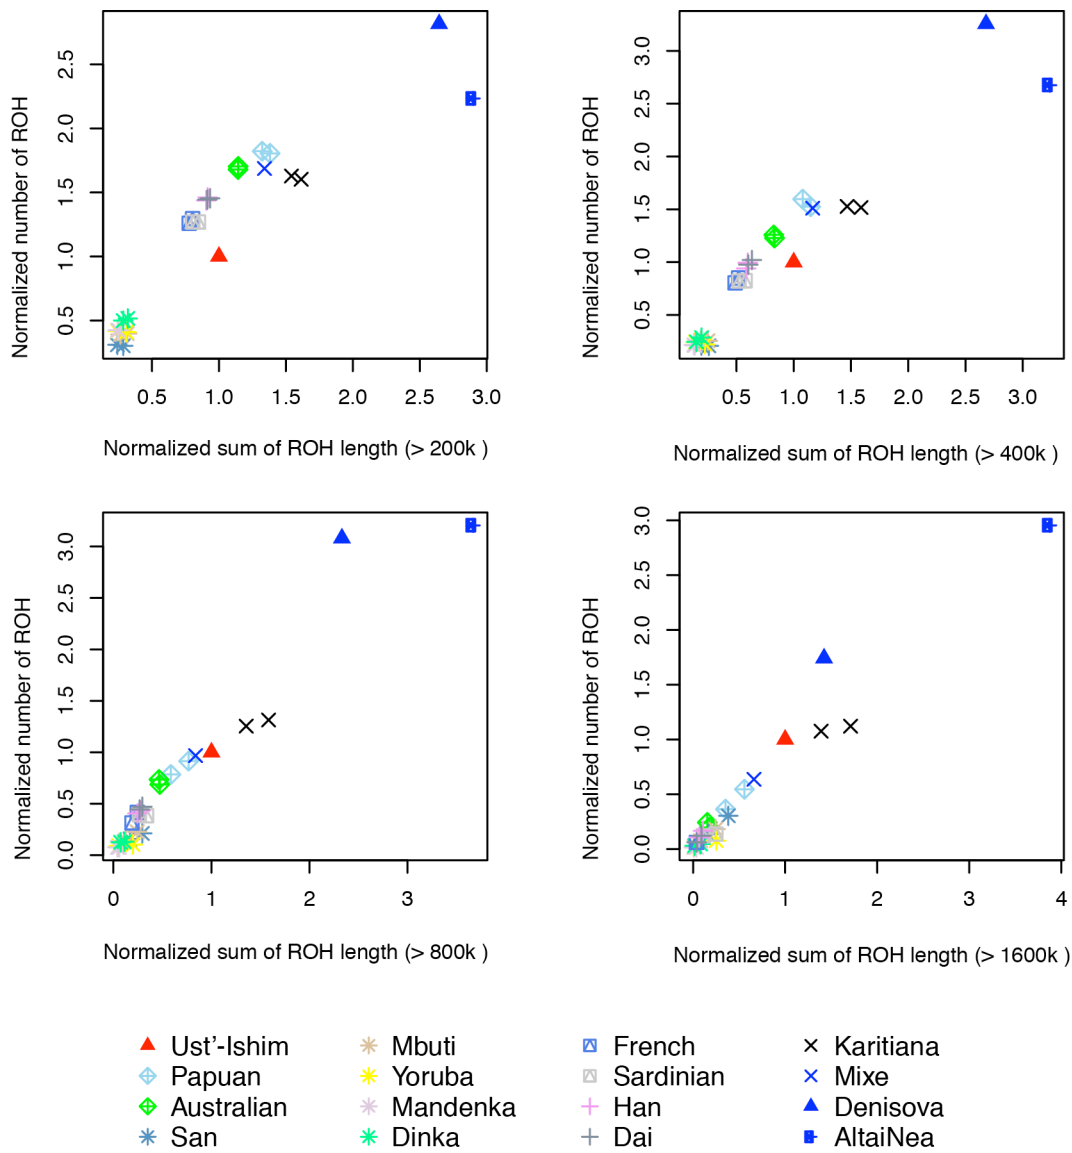 Normalized number of ROH
0.5 1.0 1.5 2.0 2.5
0.5 1.0 1.5 2.0 2.5 3.0
Normalized sum of ROH length (> 200k )
Normalized number of ROH
0.5 1.0 1.5 2.0 2.5 3.0
0.5 1.0 1.5 2.0 2.5 3.0
Normalized sum of ROH length (> 400k )
Normalized number of ROH
0.0 0.5 1.0 1.5 2.0 2.5 3.0
0 1 2 3
Normalized sum of ROH length (> 800k )
Normalized number of ROH
0.0 0.5 1.0 1.5 2.0 2.5 3.0
0 1 2 3 4
Normalized sum of ROH length (> 1600k )
Ust’-Ishim Mbuti French Karitiana
Papuan Yoruba Sardinian Mixe
Australian Mandenka Han Denisova
San Dinka Dai AltaiNea